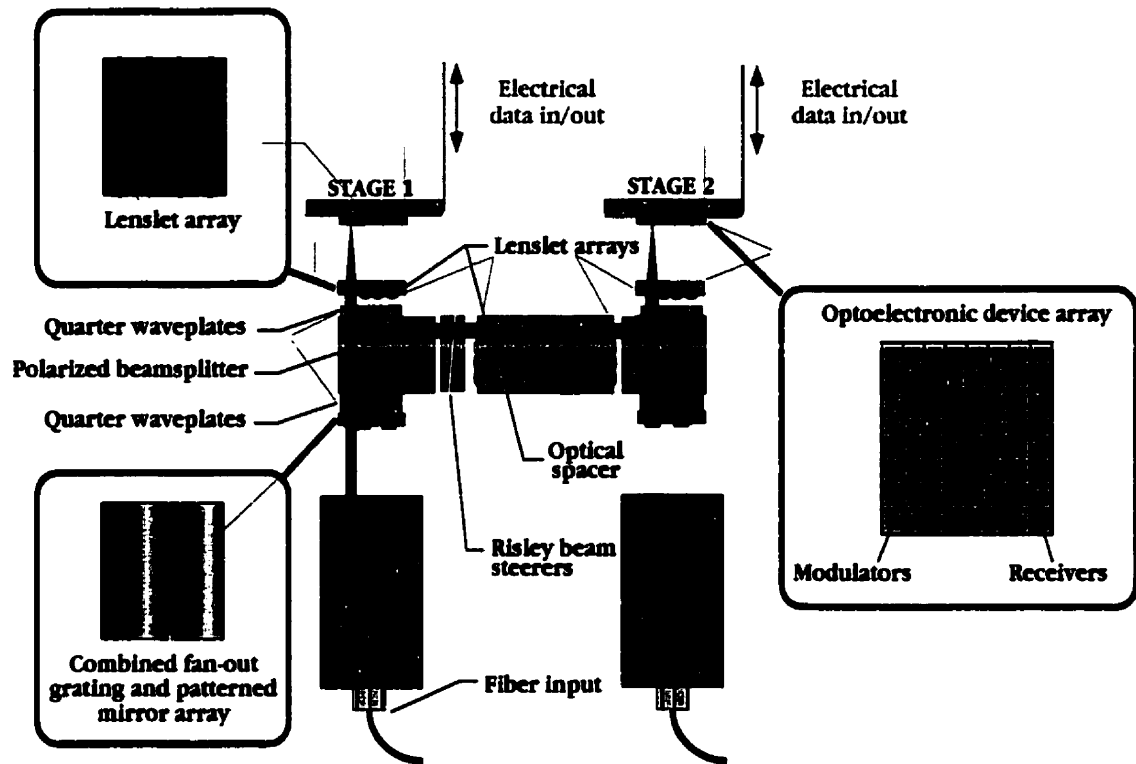 Electrical
data in/out
Electrical
data in/out
STAGE 1
STAGE 2
Lenslet array
Lenslet arrays
Quarter waveplates
Polarized beamsplitter
Quarter waveplates
Optoelectronic device array
Optical
spacer
Risley beam
steerers
Modulators
Receivers
Combined fan-out
grating and patterned
mirror array
Fiber input